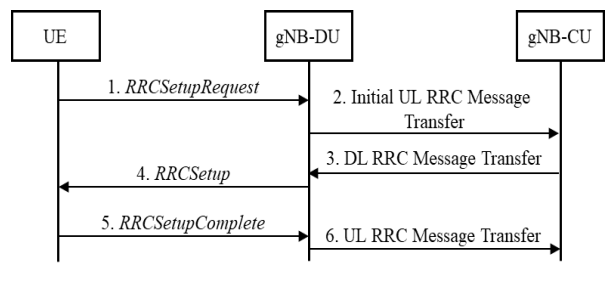 UE
gNB-DU
gNB-CU
1. RRCSetupRequest
2. Initial UL RRC Message
Transfer
3. DL RRC Message Transfer
4. RRCSetup
5. RRCSetupComplete
6. UL RRC Message Transfer